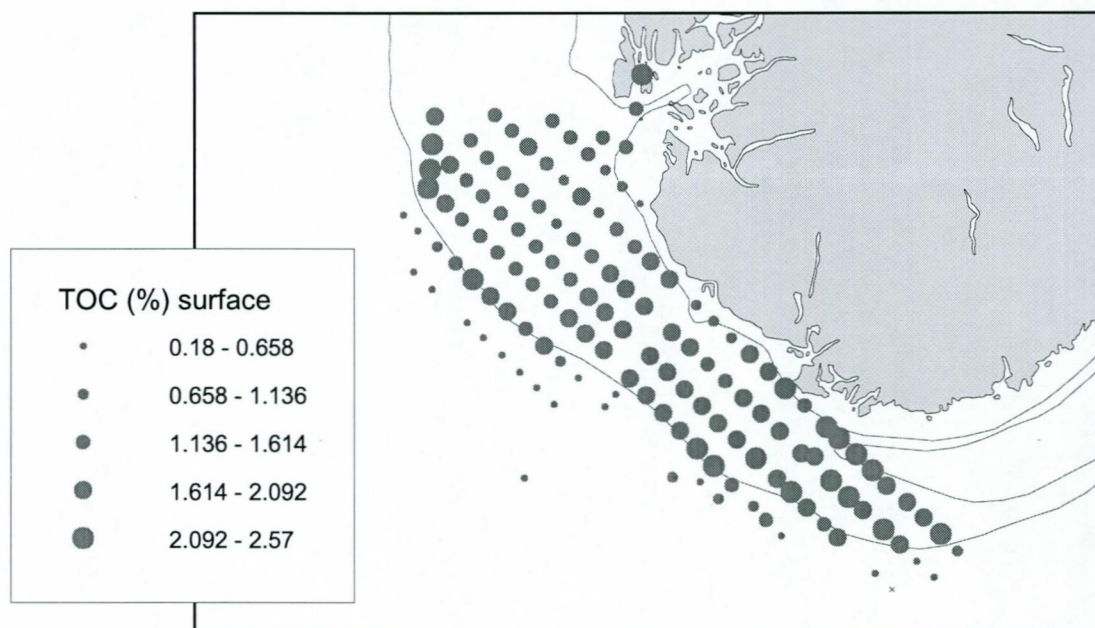 TOC (%) surface
0.18 - 0.658
0.658 - 1.136
1.136 - 1.614
1.614 - 2.092
2.092 - 2.57